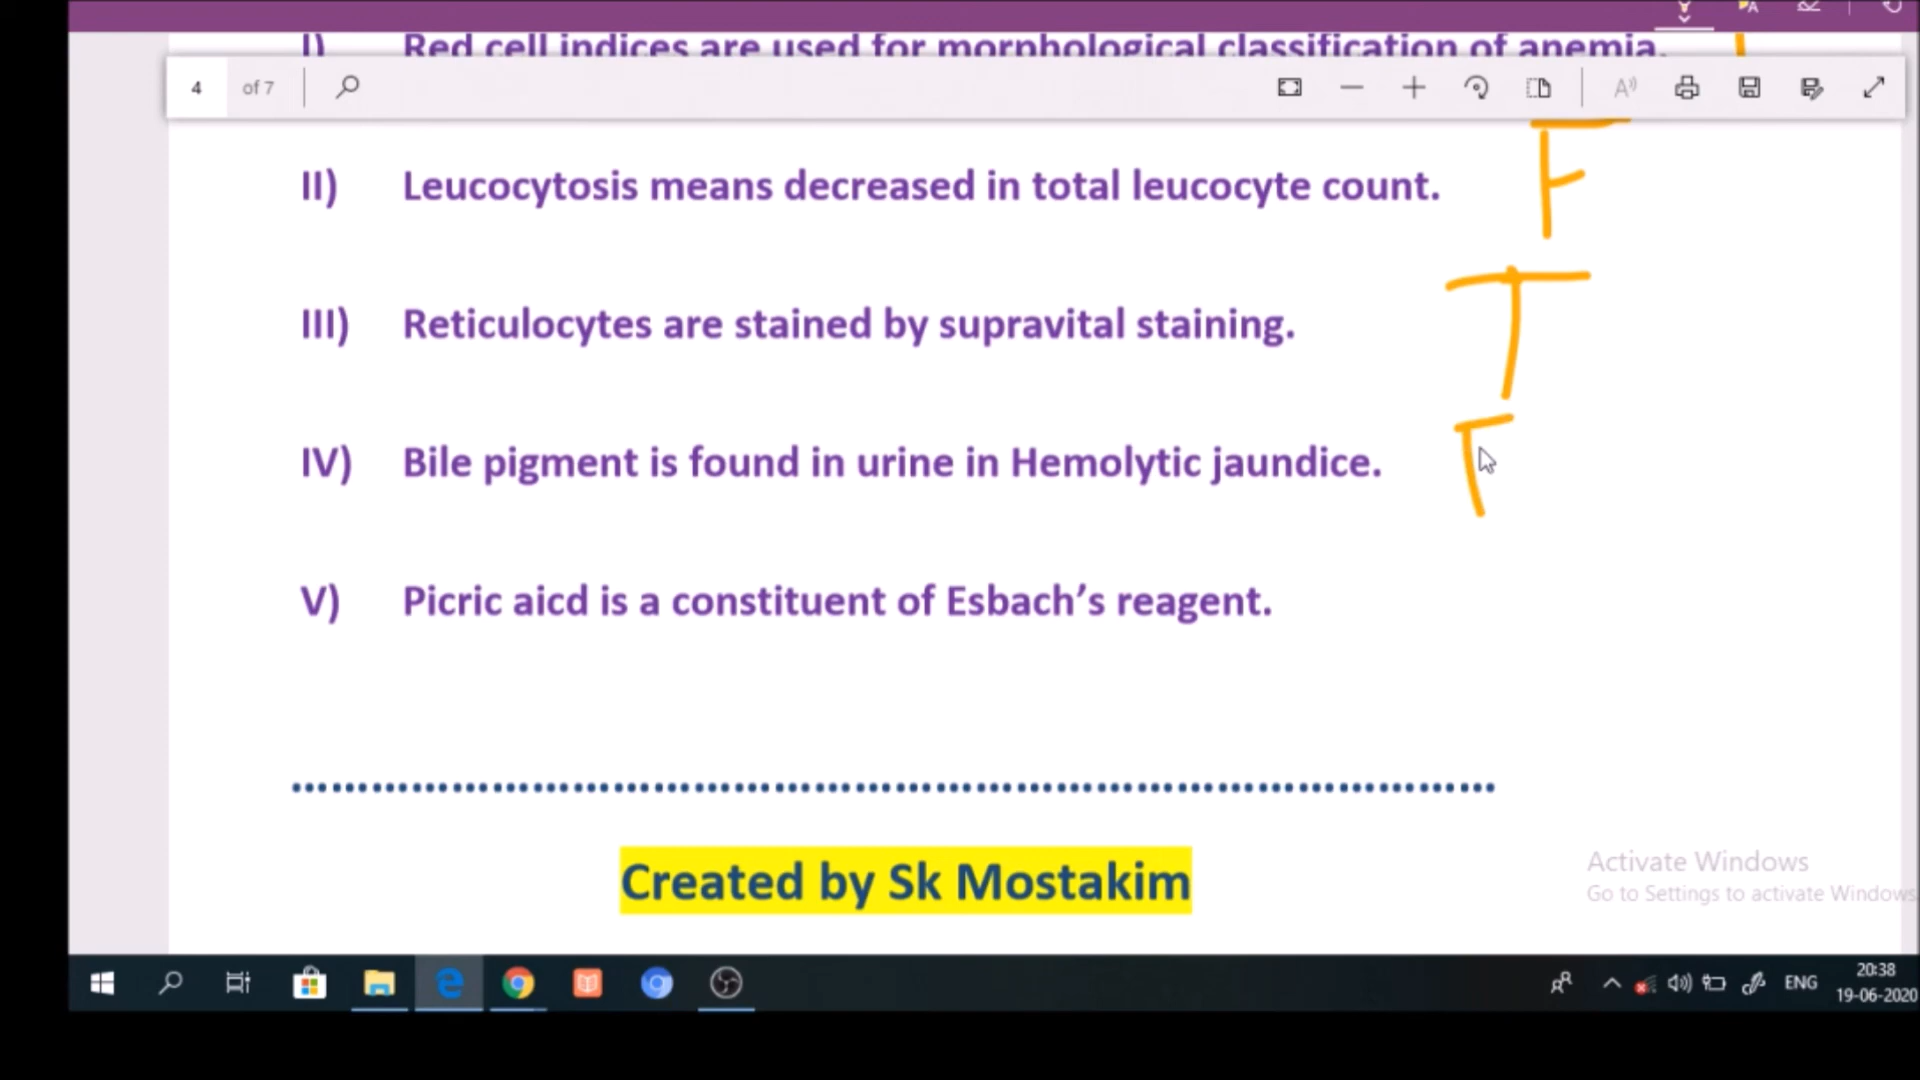 I) Red cell indices are used for morphological classification of anemia.
4 of 7
F
II) Leucocytosis means decreased in total leucocyte count.
T
III) Reticulocytes are stained by supravital staining.
IV) Bile pigment is found in urine in Hemolytic jaundice.
V) Picric aicd is a constituent of Esbach’s reagent.
Created by Sk Mostakim
Activate Windows
Go to Settings to activate Windows
ENG
20:38
19-06-2020